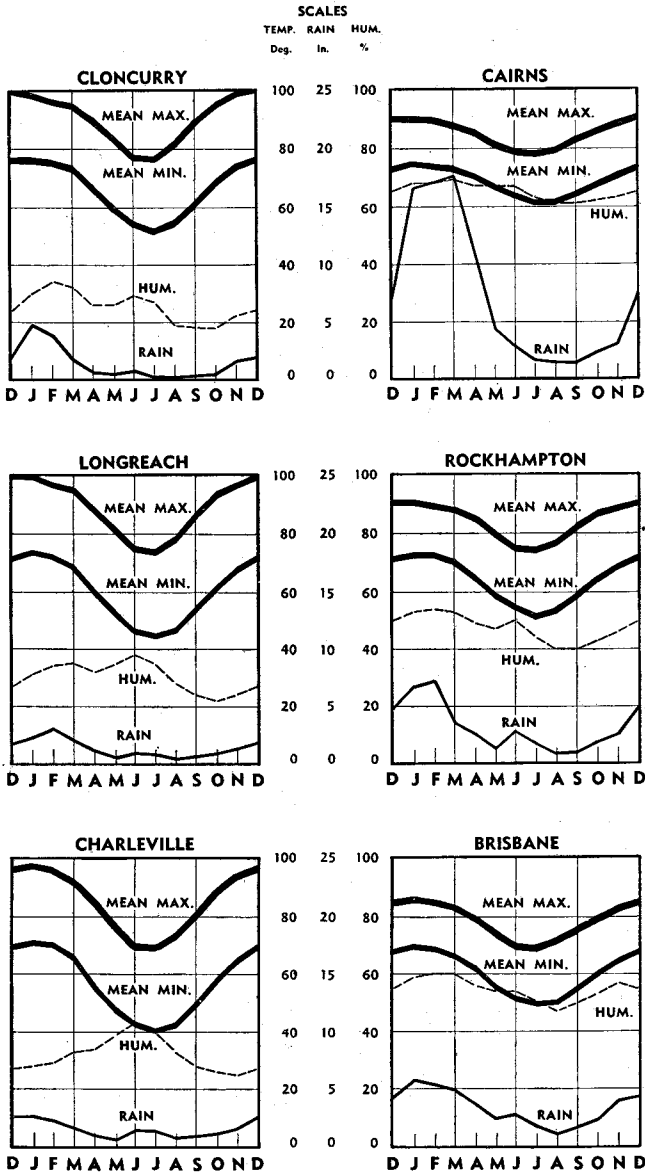 SCALES
TEMP. RAIN HUM.
Deg. In. %
CLONCURRY
MEAN MAX.
MEAN MIN.
HUM.
RAIN
D J F M A M J J A S O N D
100 25 100
80 20 80
60 15 60
40 10 40
20 5 20
0 0 0
CAIRNS
MEAN MAX.
MEAN MIN.
HUM.
RAIN
D J F M A M J J A S O N D
LONGREACH
MEAN MAX.
MEAN MIN.
HUM.
RAIN
D J F M A M J J A S O N D
100 25 100
80 20 80
60 15 60
40 10 40
20 5 20
0 0 0
ROCKHAMPTON
MEAN MAX.
MEAN MIN.
HUM.
RAIN
D J F M A M J J A S O N D
CHARLEVILLE
MEAN MAX.
MEAN MIN.
HUM.
RAIN
D J F M A M J J A S O N D
100 25 100
80 20 80
60 15 60
40 10 40
20 5 20
0 0 0
BRISBANE
MEAN MAX.
MEAN MIN.
HUM.
RAIN
D J F M A M J J A S O N D